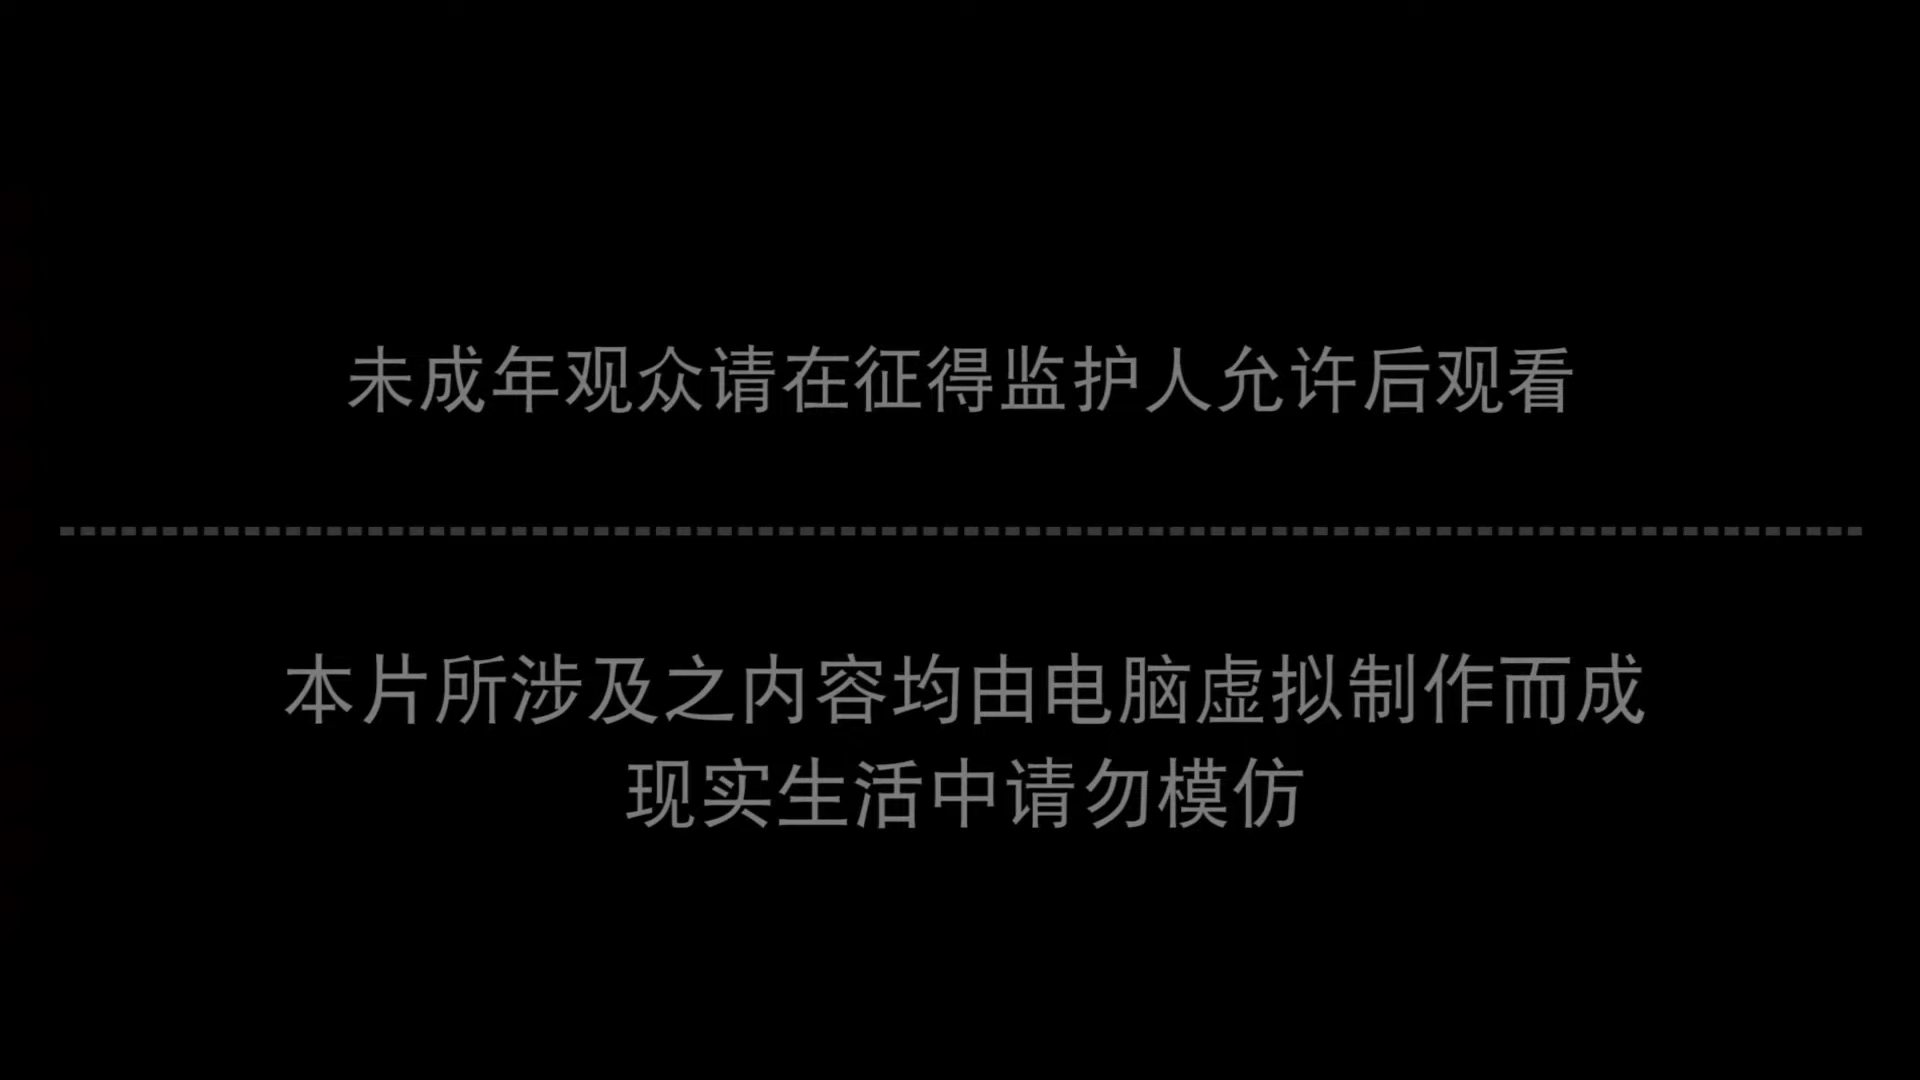 未成年观众请在征得监护人允许后观看
本片所涉及之内容均由电脑虚拟制作而成
现实生活中请勿模仿